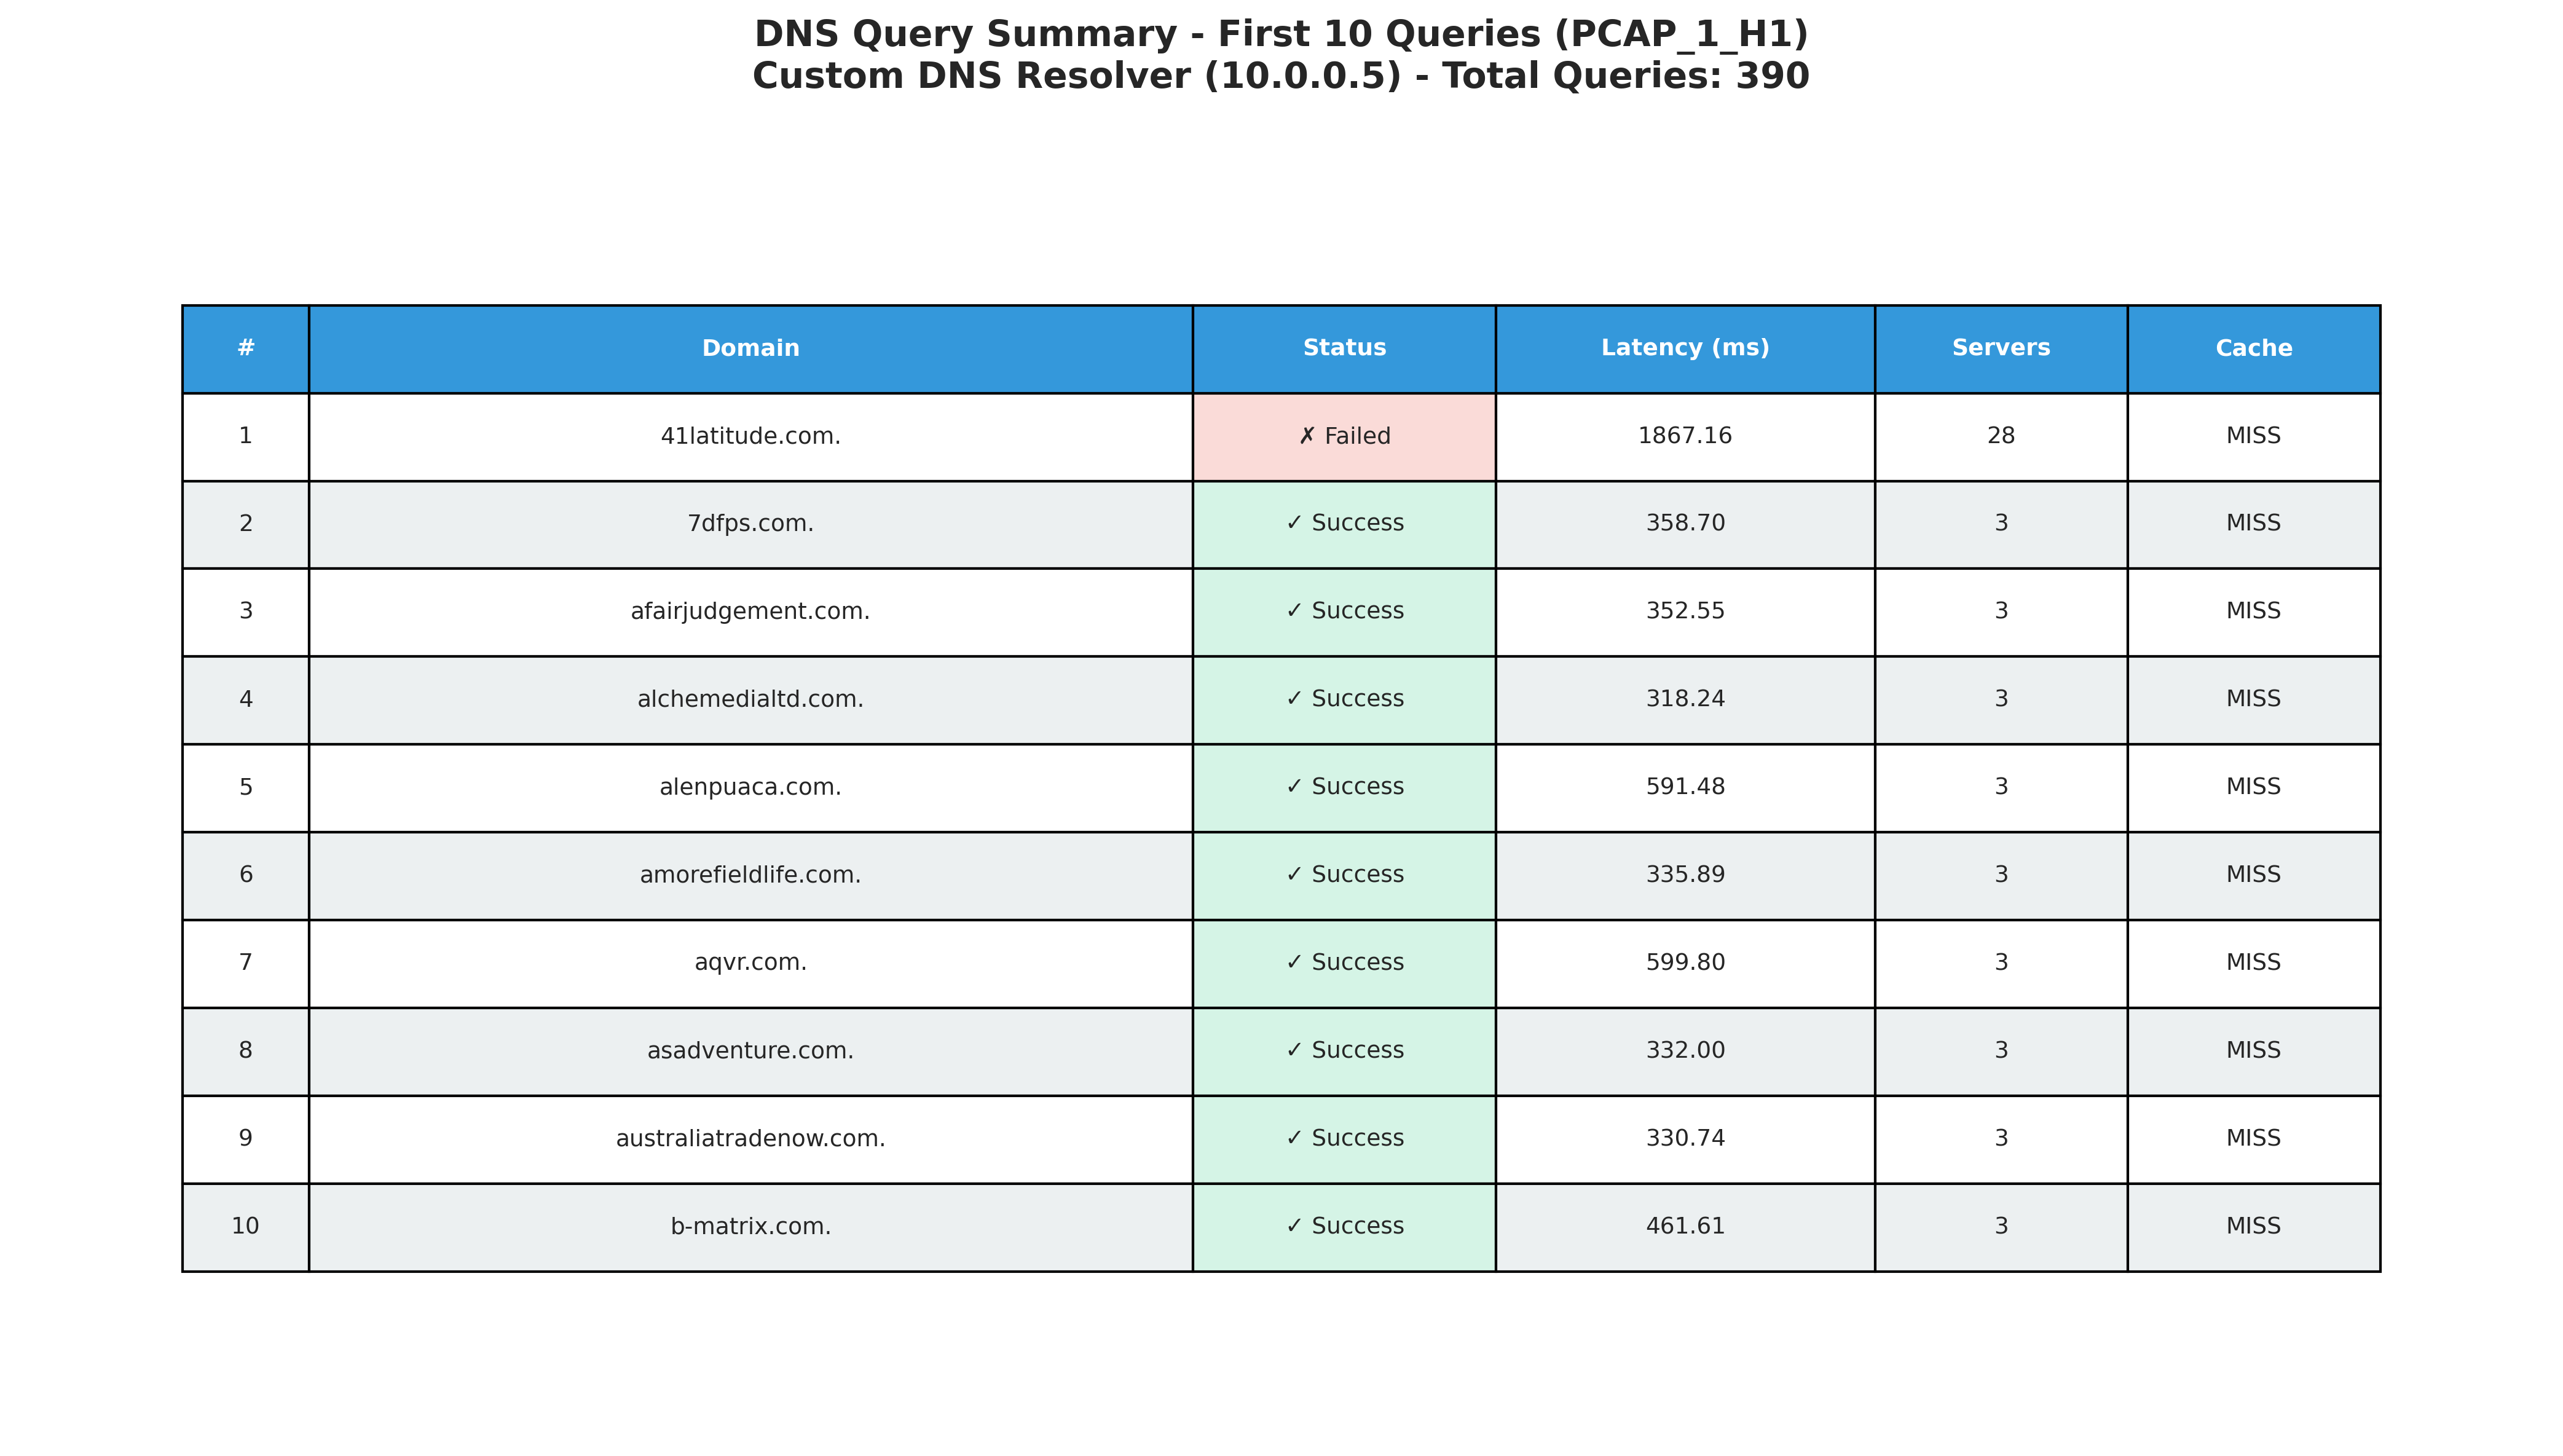 DNS Query Summary - First 10 Queries (PCAP_1_H1)
Custom DNS Resolver (10.0.0.5) - Total Queries: 390
# Domain Status Latency (ms) Servers Cache
1 41latitude.com. ✗ Failed 1867.16 28 MISS
2 7dfps.com. ✓ Success 358.70 3 MISS
3 afairjudgement.com. ✓ Success 352.55 3 MISS
4 alchemedialtd.com. ✓ Success 318.24 3 MISS
5 alenpuaca.com. ✓ Success 591.48 3 MISS
6 amorefieldlife.com. ✓ Success 335.89 3 MISS
7 aqvr.com. ✓ Success 599.80 3 MISS
8 asadventure.com. ✓ Success 332.00 3 MISS
9 australiatradenow.com. ✓ Success 330.74 3 MISS
10 b-matrix.com. ✓ Success 461.61 3 MISS